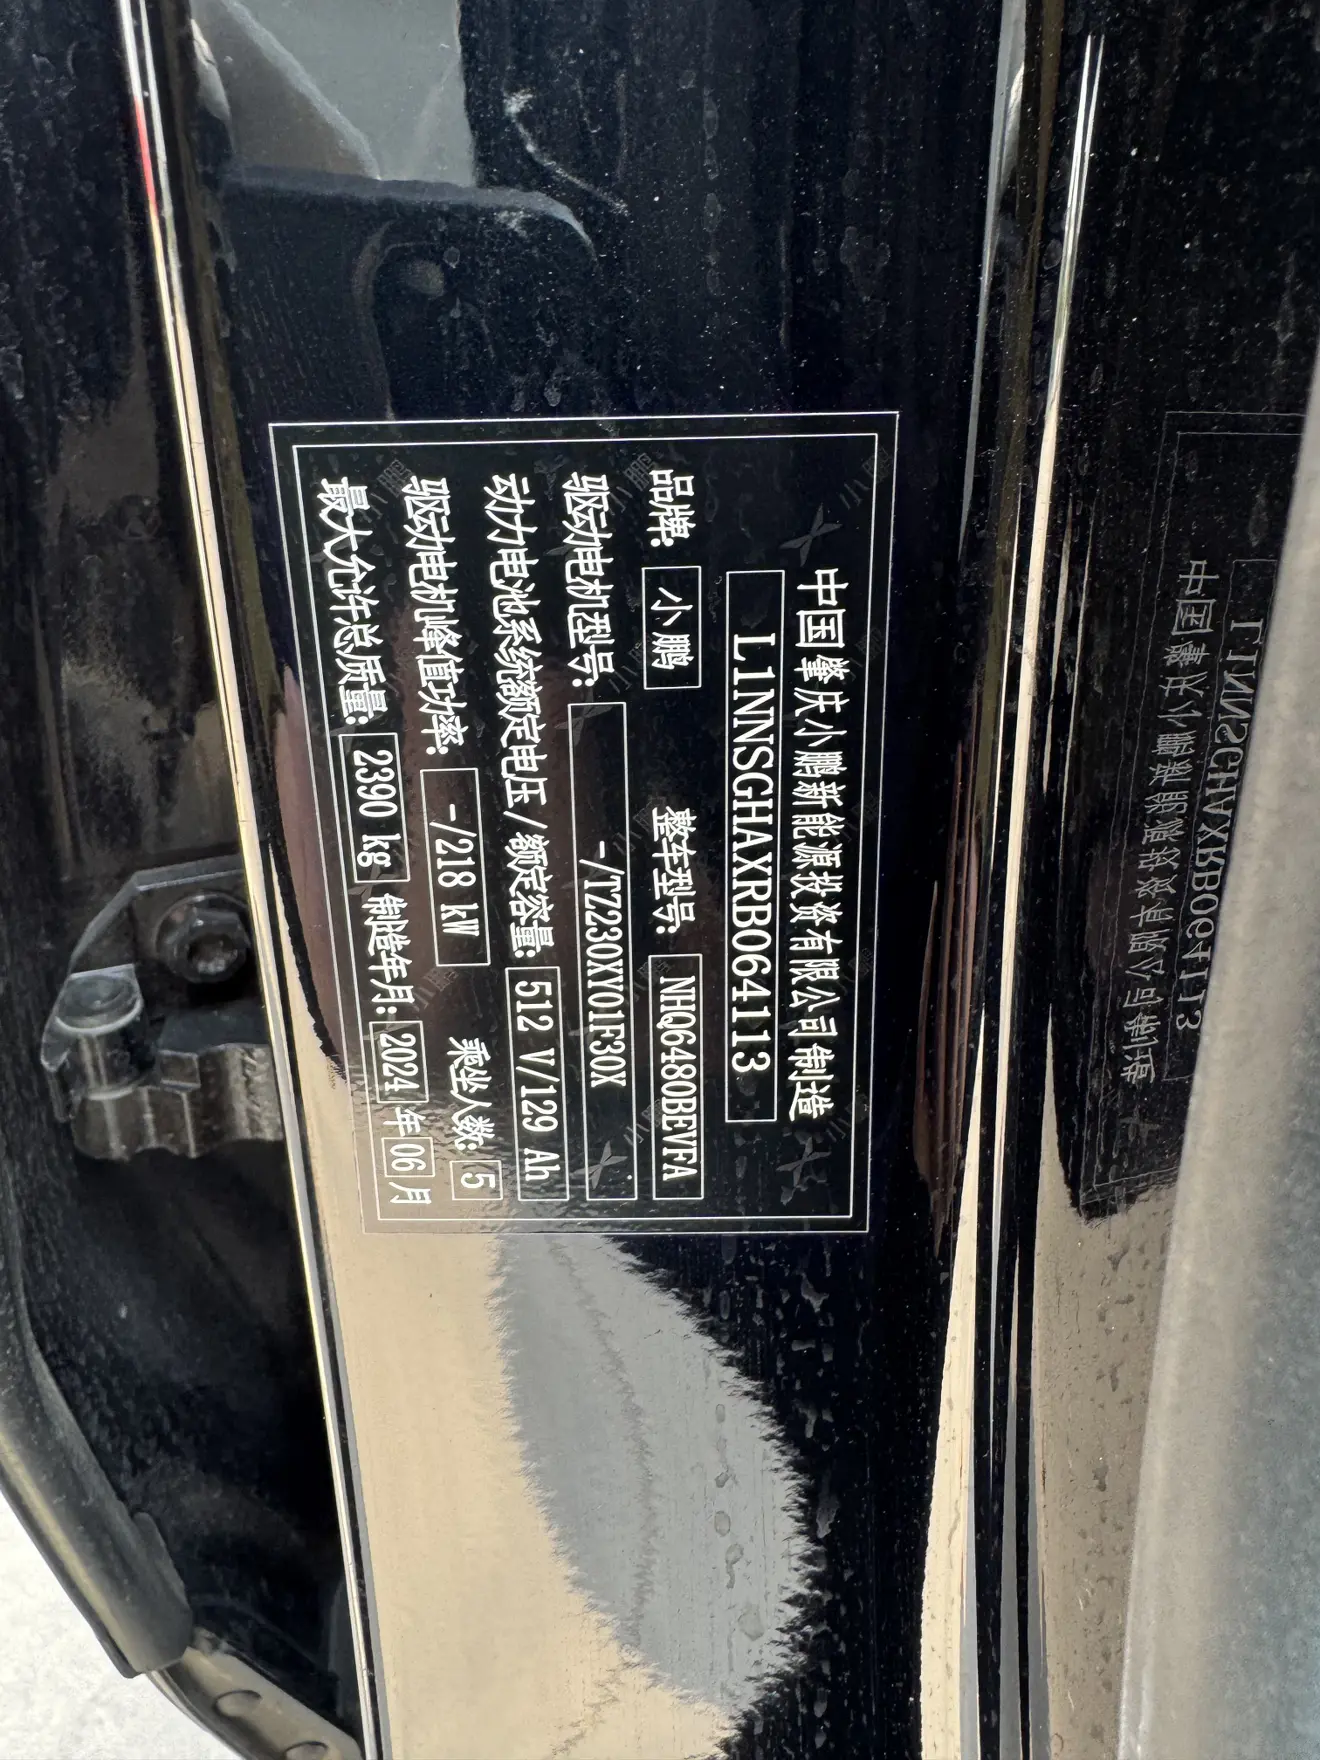 中国肇庆小鹏新能源投资有限公司制造
L1NNSGHAXRB064113
品牌: 小鹏 整车型号: NHQ6480BEVFA
驱动电机型号: -/TZ230XY01F30X
动力电池系统额定电压/额定容量: 512 V/129 Ah
驱动电机峰值功率: -/218 kW 乘坐人数: 5
最大允许总质量: 2390 kg 制造年月: 2024 年 06 月